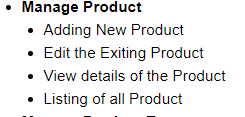 Manage Product
Adding New Product
Edit the Exiting Product
View details of the Product
Listing of all Product